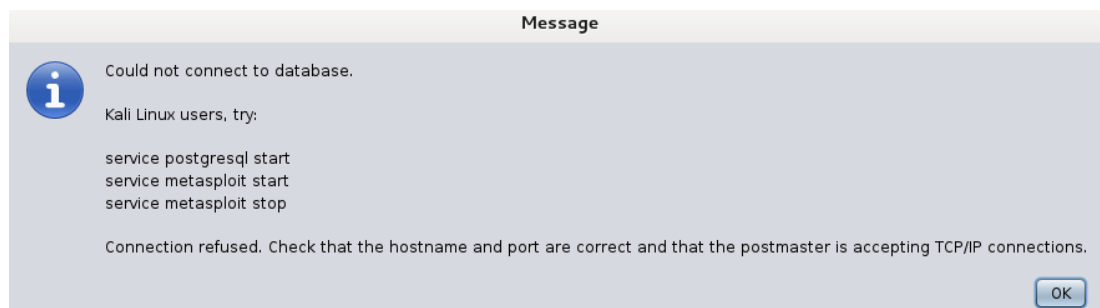 Message
Could not connect to database.
Kali Linux users, try:
service postgresql start
service metasploit start
service metasploit stop
Connection refused. Check that the hostname and port are correct and that the postmaster is accepting TCP/IP connections.
OK